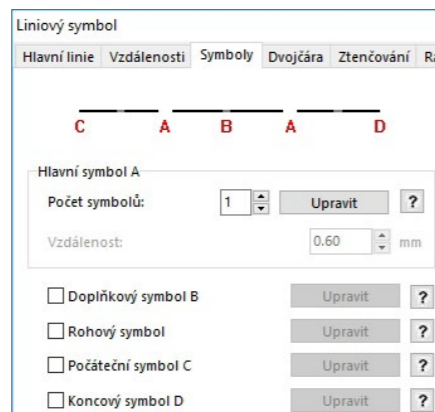 Liniový symbol
Hlavní linie Vzdálenosti Symboly Dvojčára Ztenčování
C A B A D
Hlavní symbol A
Počet symbolů: 1 Upravit ?
Vzdálenost: 0.60 mm
Doplňkový symbol B Upravit ?
Rohový symbol Upravit ?
Počáteční symbol C Upravit ?
Koncový symbol D Upravit ?